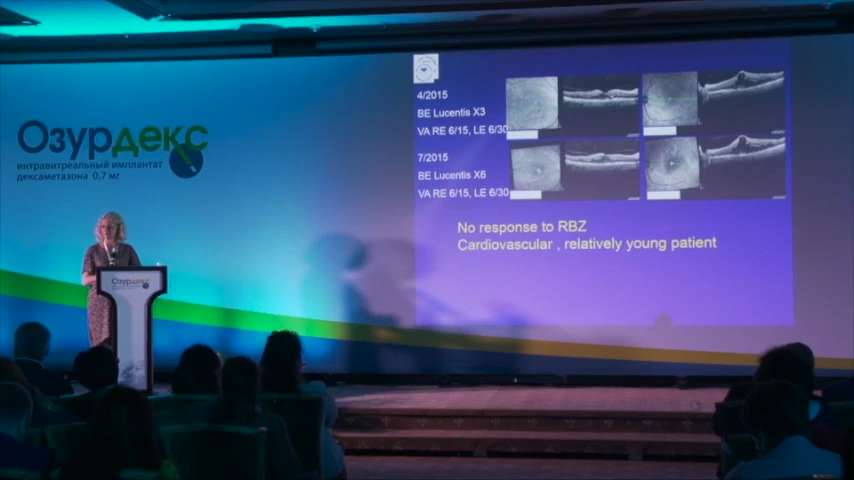 Озурдекс
интравитреальный имплантат
дексаметазона 0,7 мг
Озурдекс
4/2015
BE Lucentis X3
VA RE 6/15, LE 6/30
7/2015
BE Lucentis X6
VA RE 6/15, LE 6/30
No response to RBZ
Cardiovascular , relatively young patient